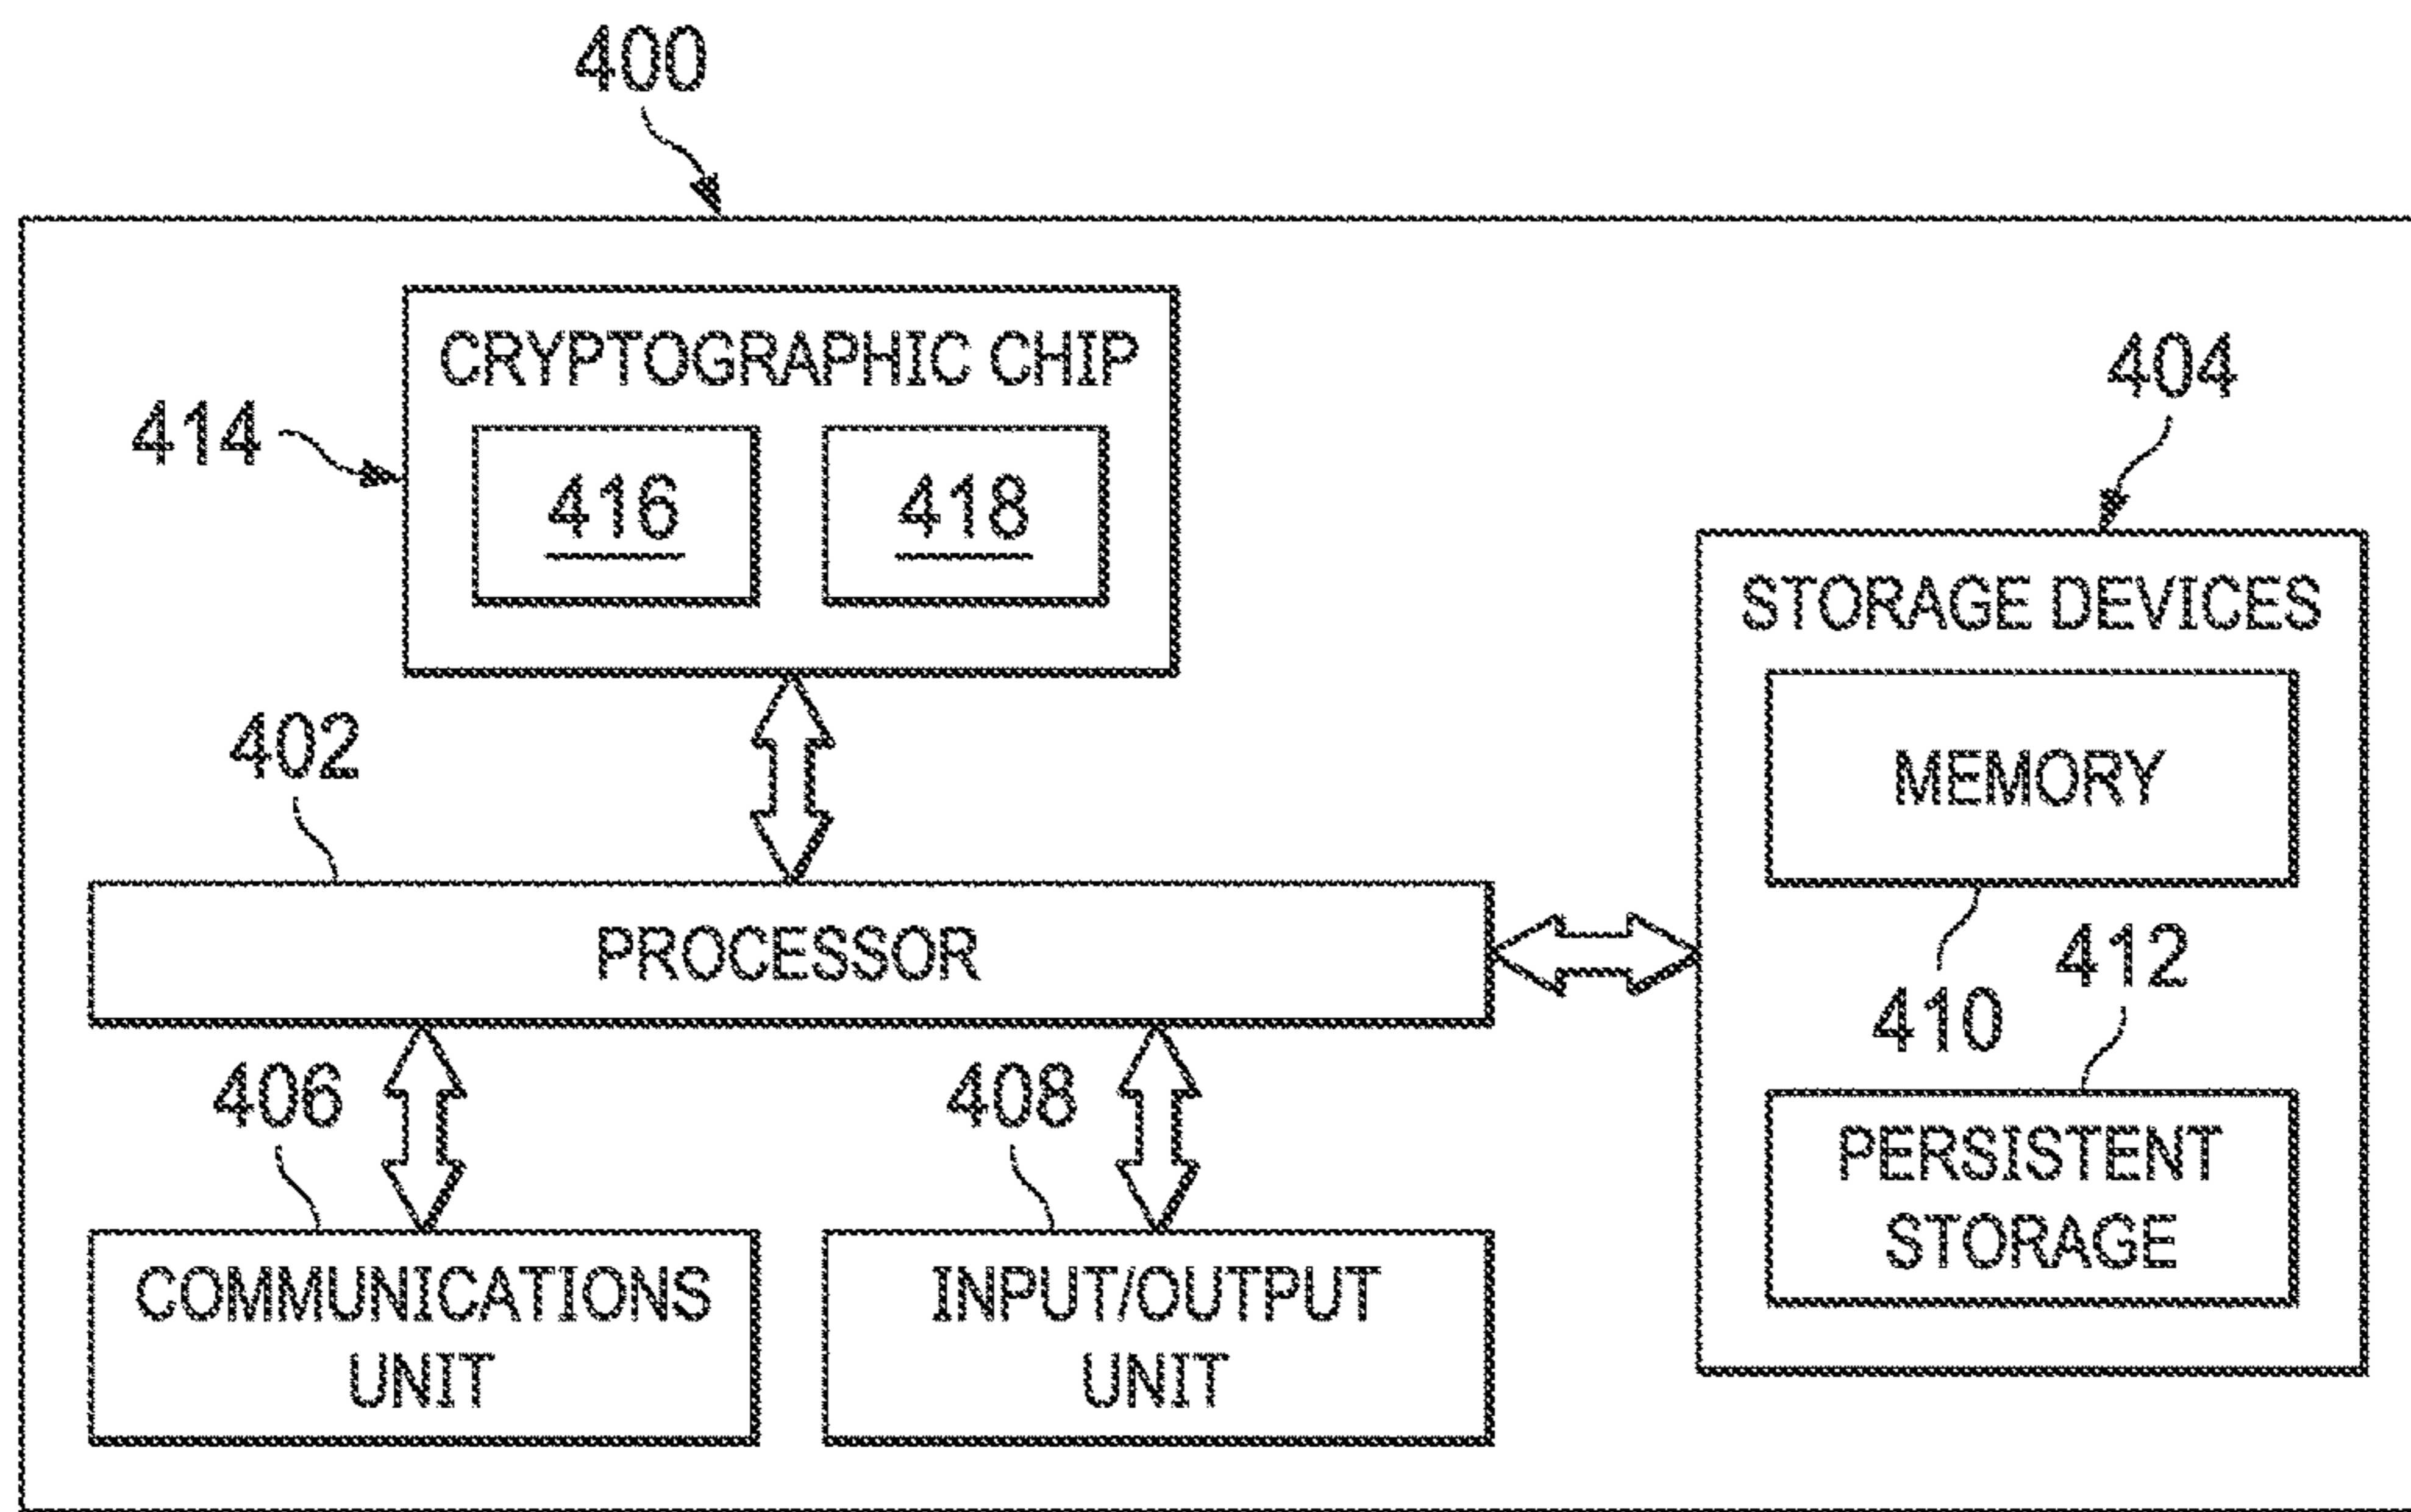 400
CRYPTOGRAPHIC CHIP
414
416
418
404
STORAGE DEVICES
MEMORY
402
PROCESSOR
410
412
406
408
PERSISTENT
STORAGE
COMMUNICATIONS
UNIT
INPUT/OUTPUT
UNIT